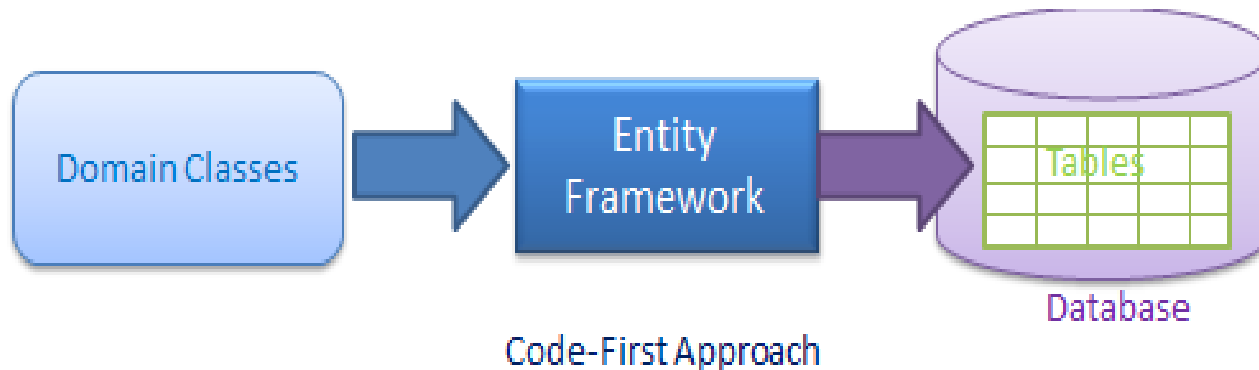 Domain Classes
Entity
Framework
Tables
Database
Code-First Approach